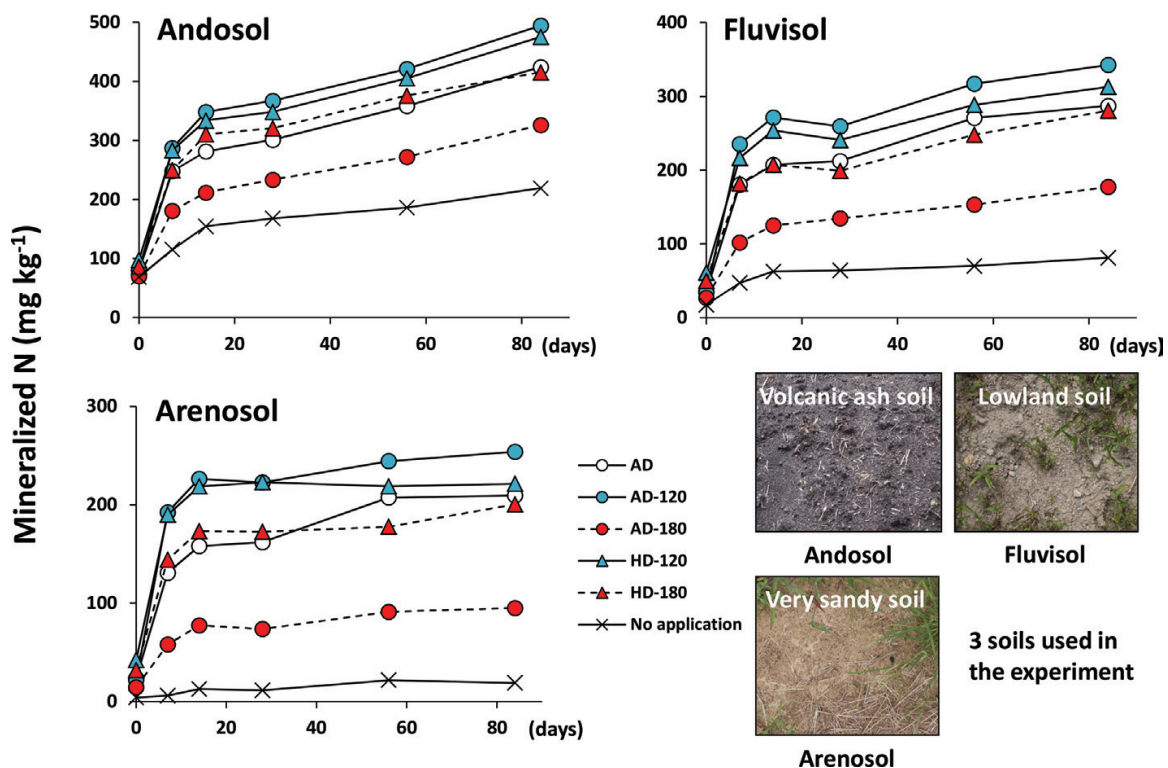 Mineralized N (mg kg⁻¹)
Andosol
500
400
300
200
100
0
0 20 40 60 80 (days)
Fluvisol
400
300
200
100
0
0 20 40 60 80 (days)
Arenosol
300
200
100
0
0 20 40 60 80 (days)
AD
AD-120
AD-180
HD-120
HD-180
No application
Volcanic ash soil
Andosol
Lowland soil
Fluvisol
Very sandy soil
Arenosol
3 soils used in
the experiment